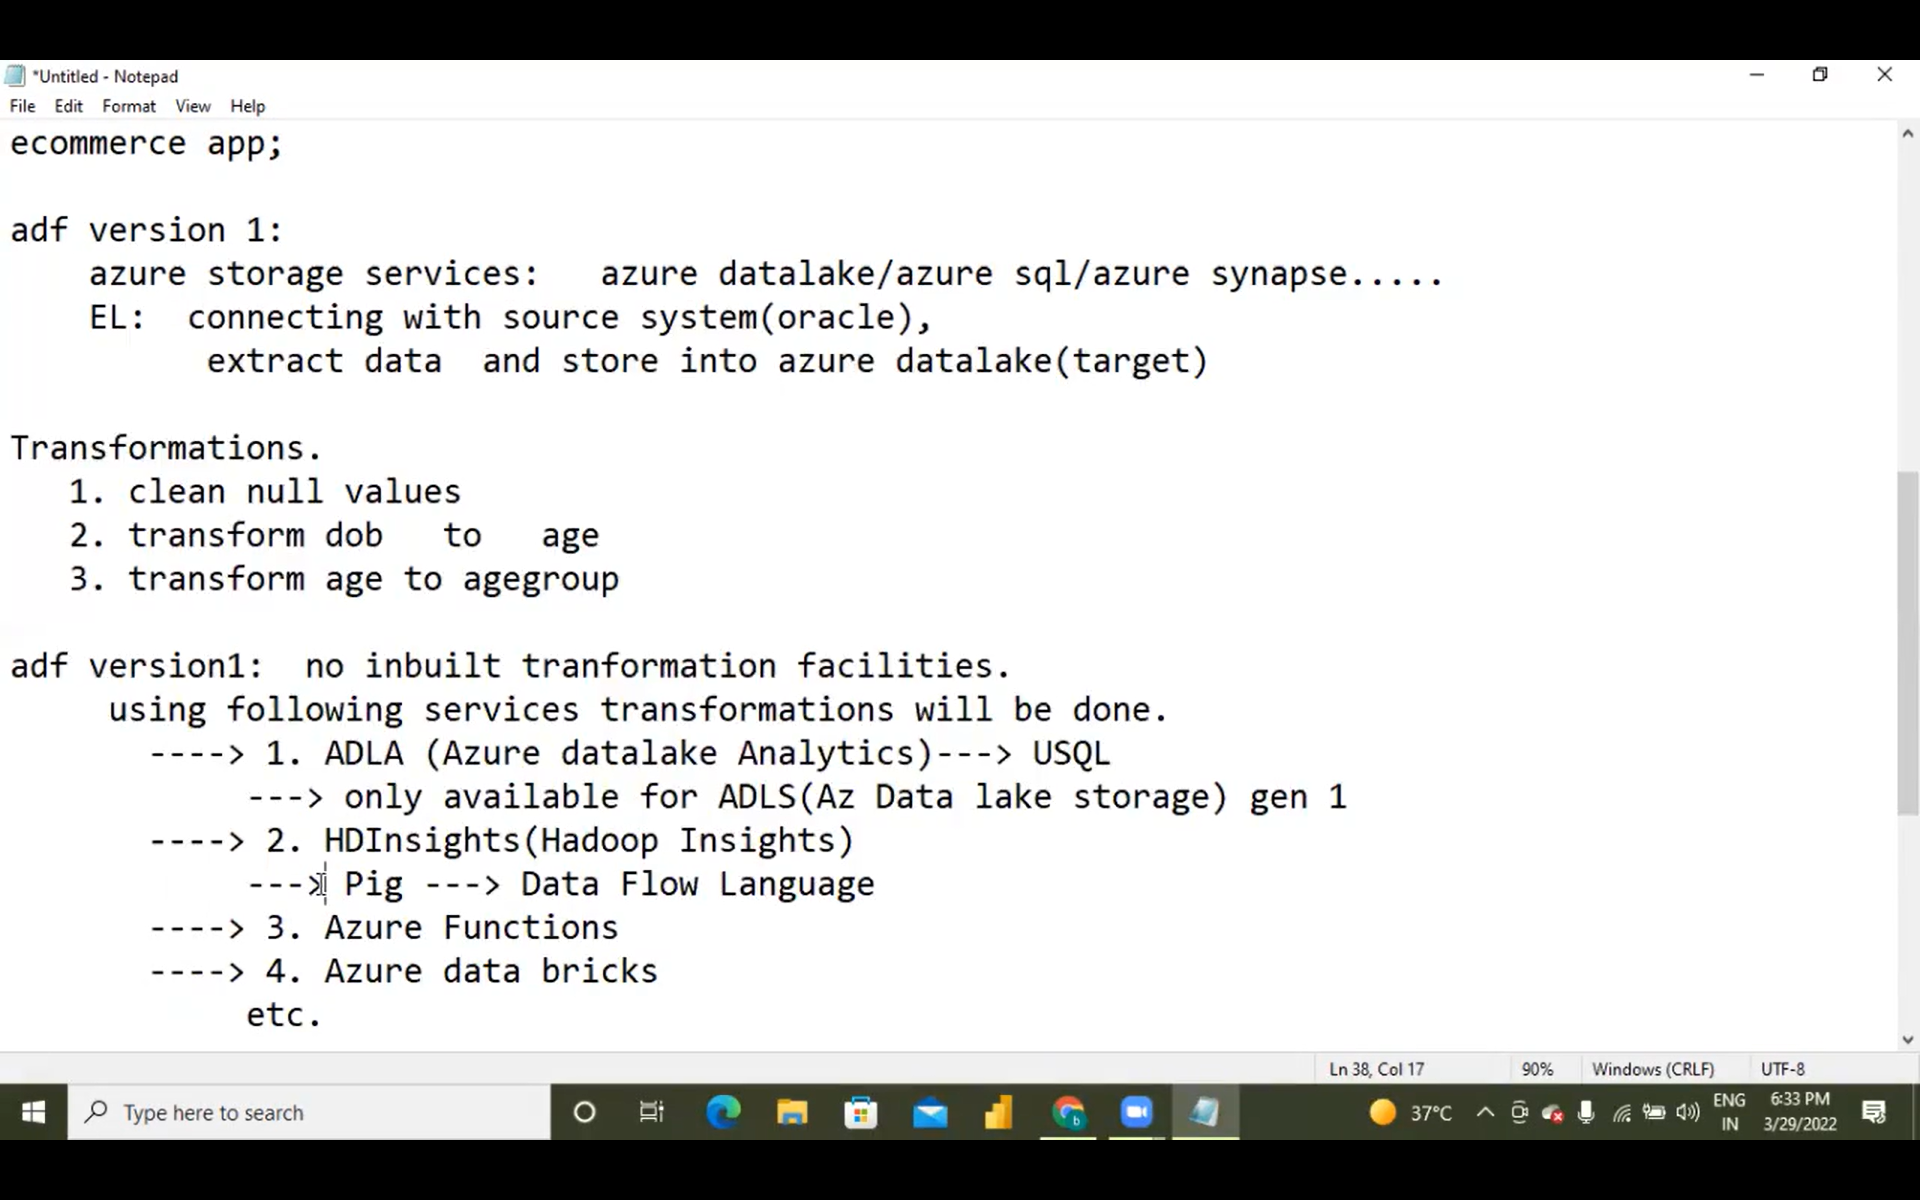 *Untitled - Notepad
File Edit Format View Help
ecommerce app;
adf version 1:
azure storage services: azure datalake/azure sql/azure synapse.....
EL: connecting with source system(oracle),
extract data and store into azure datalake(target)
Transformations.
1. clean null values
2. transform dob to age
3. transform age to agegroup
adf version1: no inbuilt tranformation facilities.
using following services transformations will be done.
----> 1. ADLA (Azure datalake Analytics)---> USQL
---> only available for ADLS(Az Data lake storage) gen 1
----> 2. HDInsights(Hadoop Insights)
---> Pig ---> Data Flow Language
----> 3. Azure Functions
----> 4. Azure data bricks
etc.
Ln 38, Col 17 90% Windows (CRLF) UTF-8
Type here to search 37°C ENG IN 6:33 PM 3/29/2022